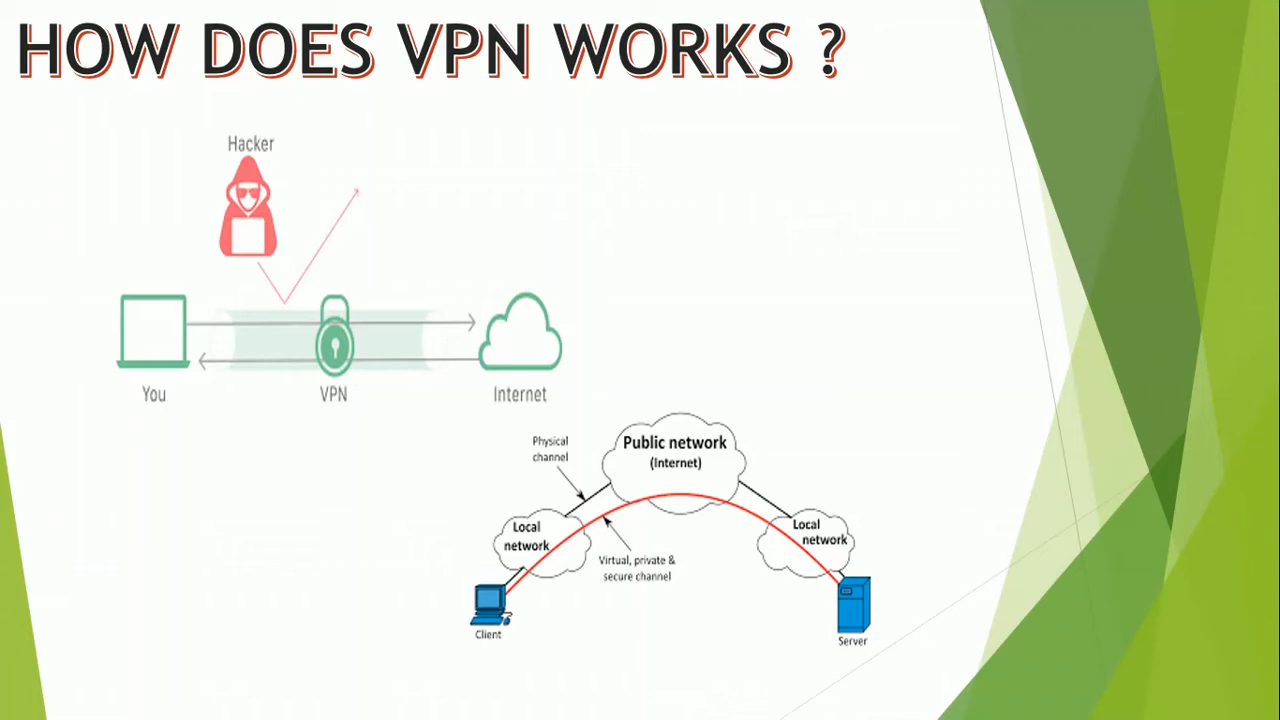 HOW DOES VPN WORKS ?
Hacker
You
VPN
Internet
Physical
channel
Public network
(Internet)
Local
network
Local
network
Virtual, private &
secure channel
Client
Server